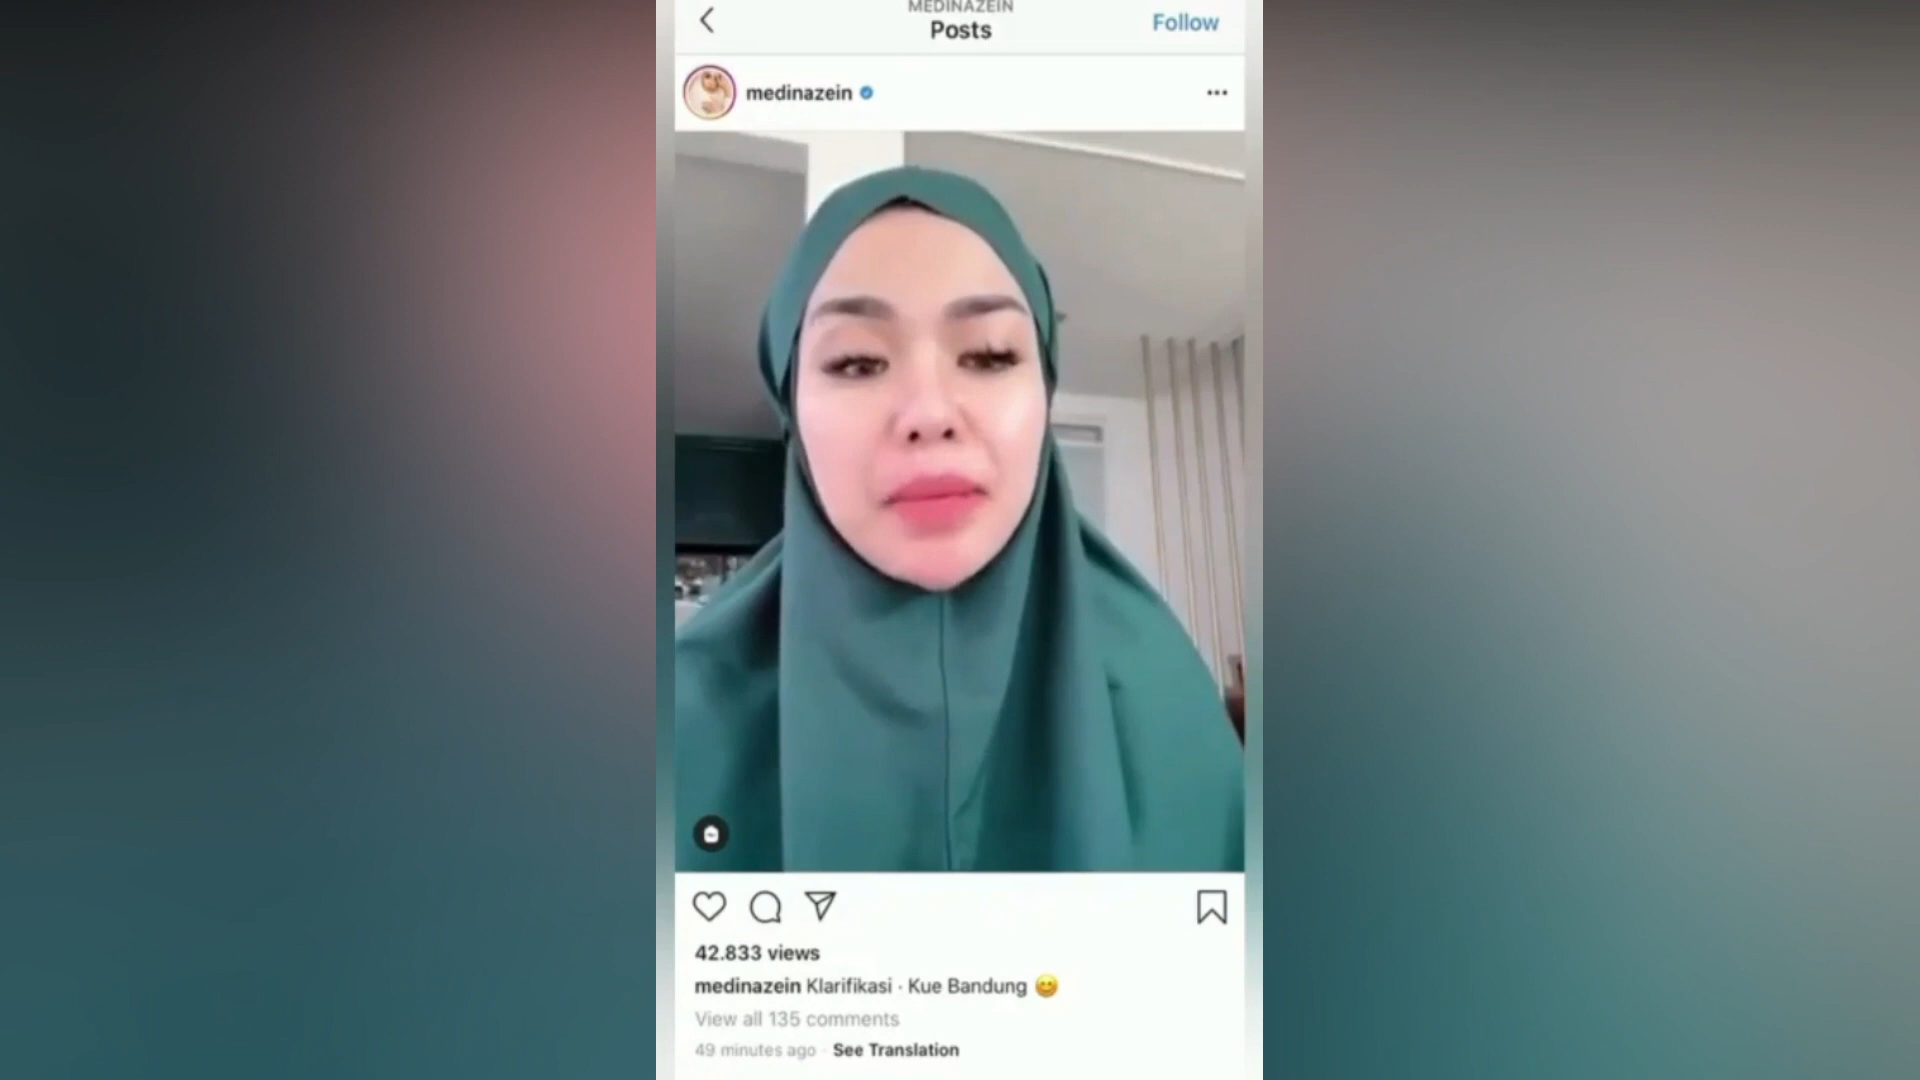 MEDINAZEIN
Posts
Follow
medinazein
42.833 views
medinazein Klarifikasi · Kue Bandung 😊
View all 135 comments
49 minutes ago · See Translation